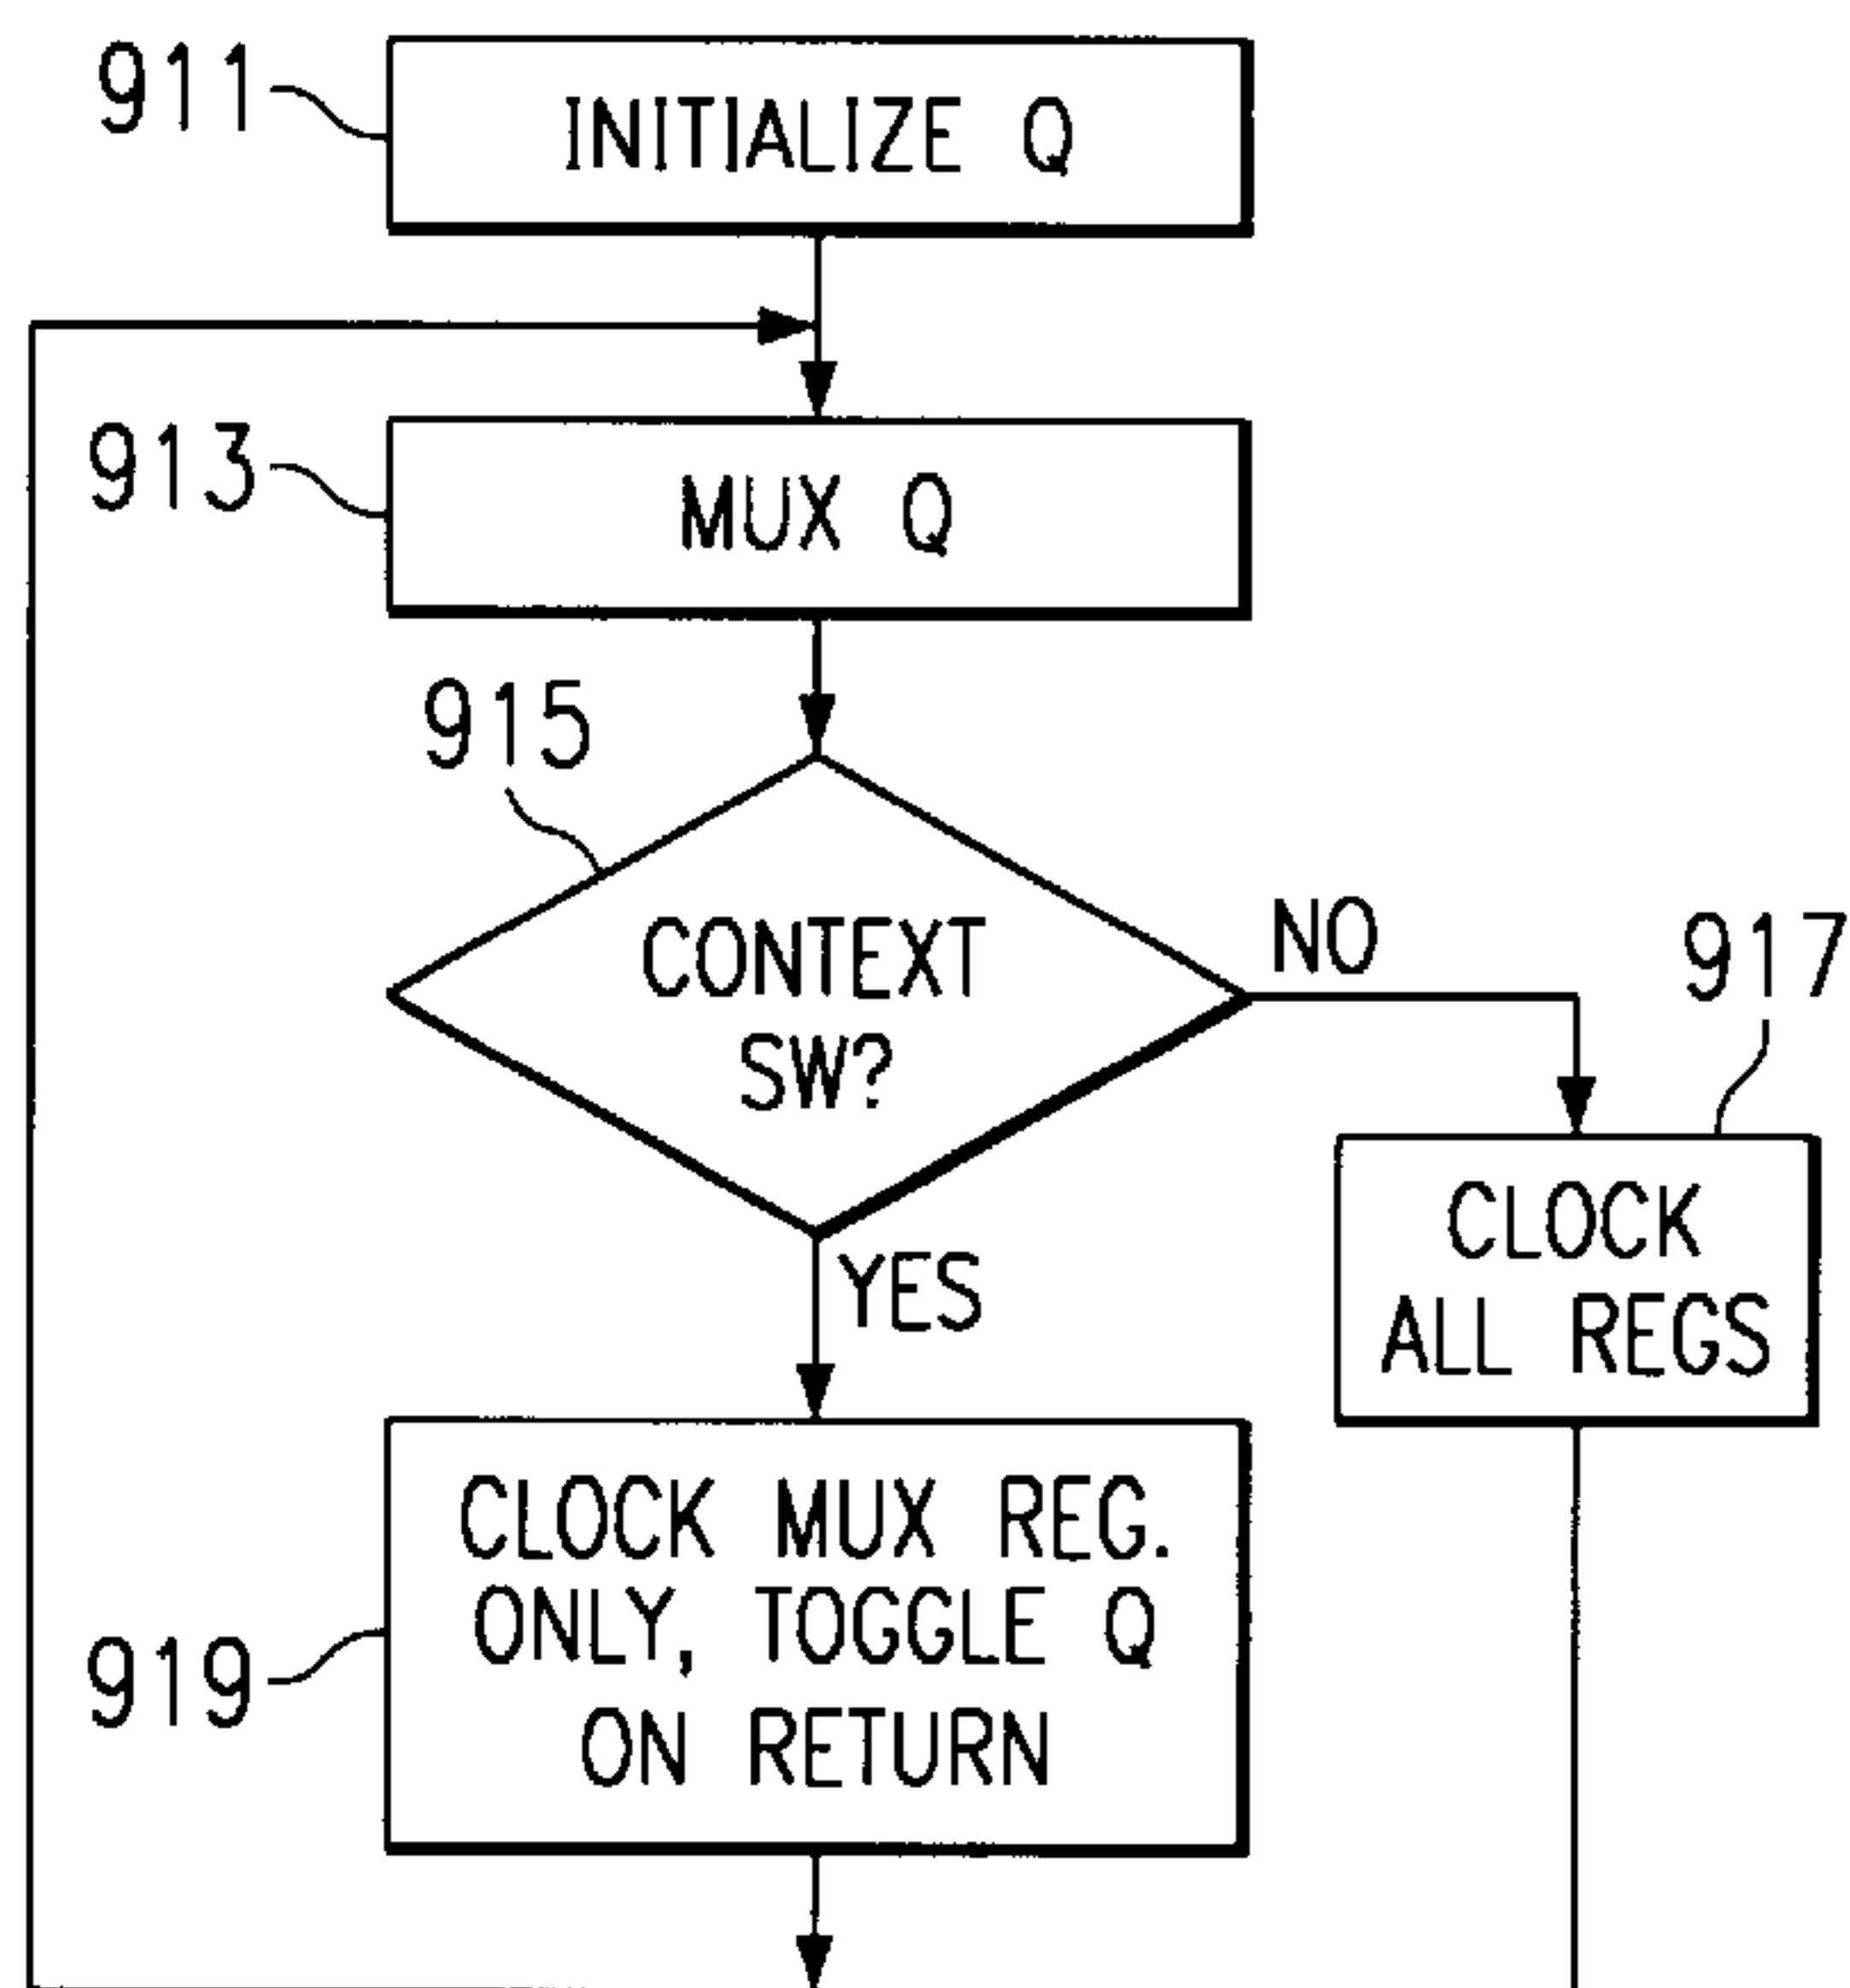 911
INITIALIZE Q
913
MUX Q
915
CONTEXT
SW?
NO
917
CLOCK
ALL REGS
YES
919
CLOCK MUX REG.
ONLY, TOGGLE Q
ON RETURN